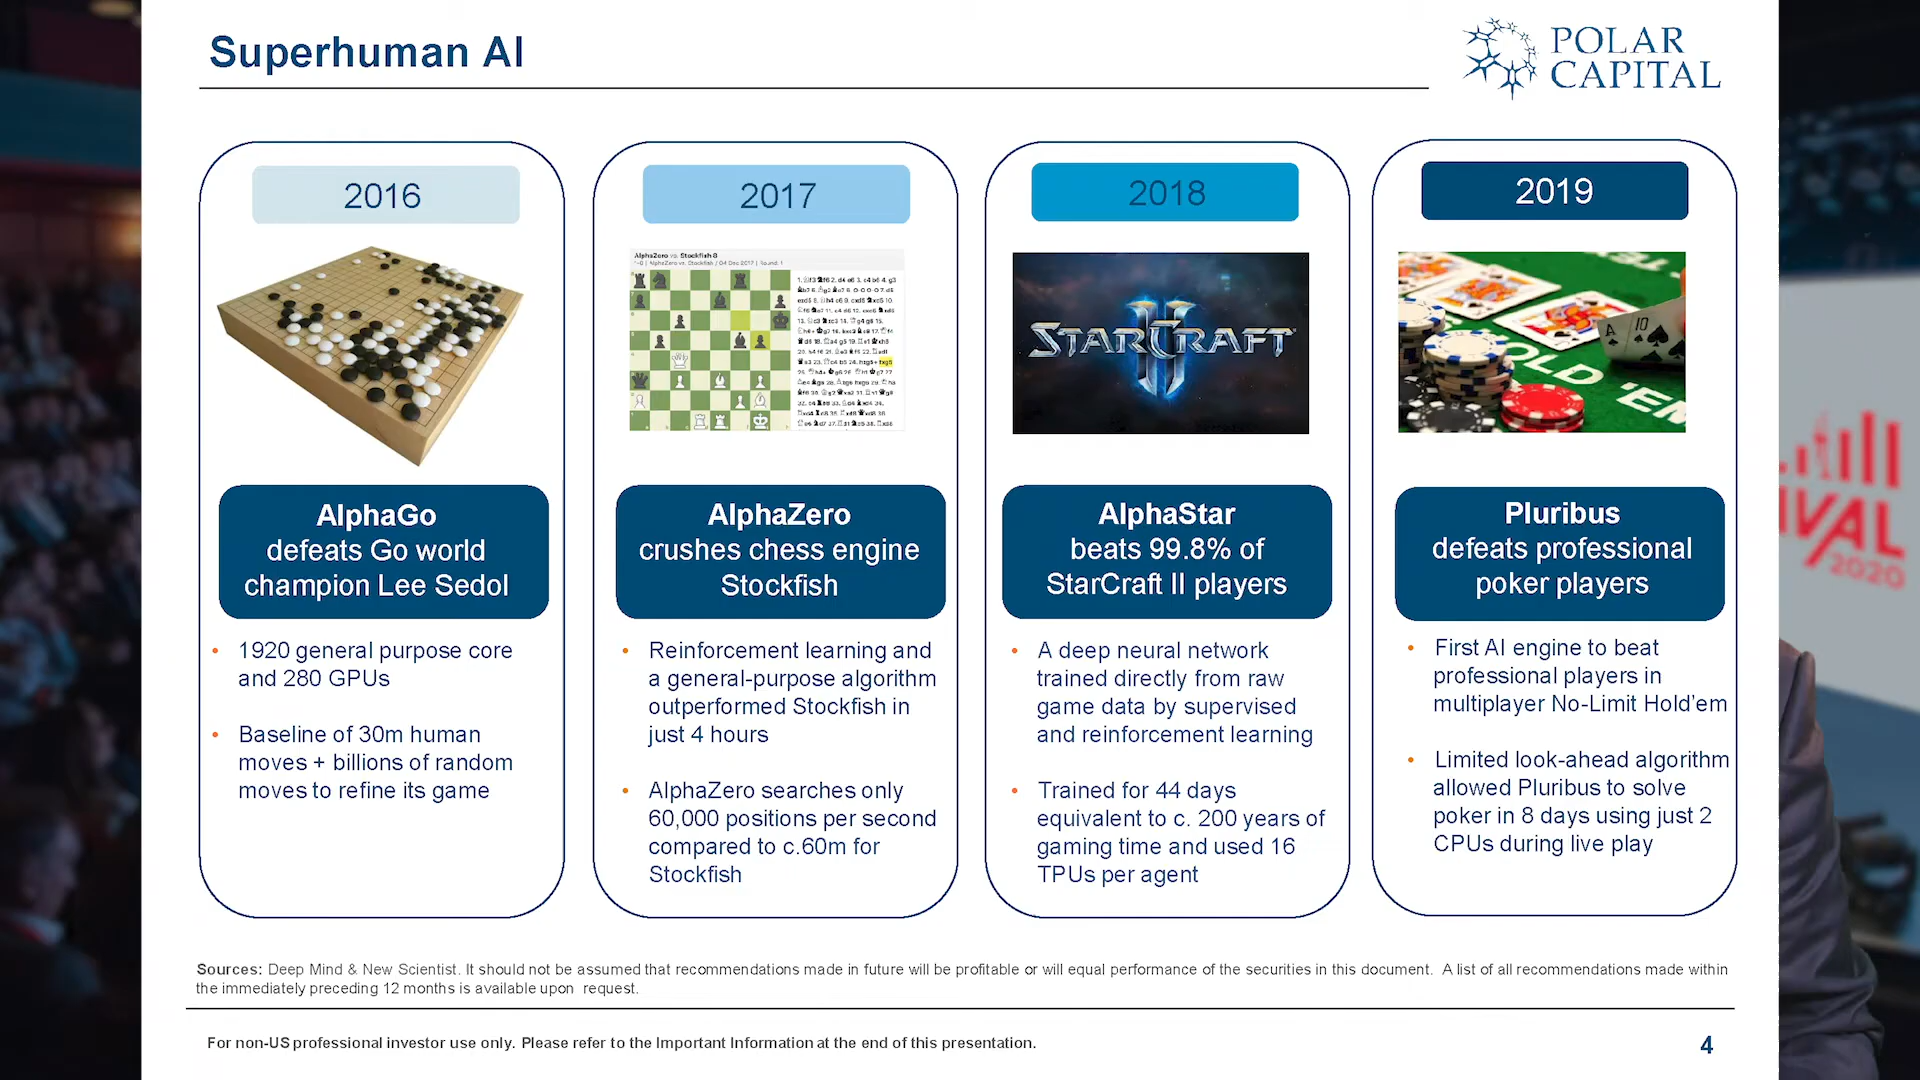 Superhuman AI
POLAR
CAPITAL
2016
AlphaGo
defeats Go world
champion Lee Sedol
• 1920 general purpose core
and 280 GPUs
• Baseline of 30m human
moves + billions of random
moves to refine its game
2017
AlphaZero vs. Stockfish 8
AlphaZero
crushes chess engine
Stockfish
• Reinforcement learning and
a general-purpose algorithm
outperformed Stockfish in
just 4 hours
• AlphaZero searches only
60,000 positions per second
compared to c.60m for
Stockfish
2018
STARCRAFT
II
AlphaStar
beats 99.8% of
StarCraft II players
• A deep neural network
trained directly from raw
game data by supervised
and reinforcement learning
• Trained for 44 days
equivalent to c. 200 years of
gaming time and used 16
TPUs per agent
2019
A
10
OLD 'EM
Pluribus
defeats professional
poker players
• First AI engine to beat
professional players in
multiplayer No-Limit Hold’em
• Limited look-ahead algorithm
allowed Pluribus to solve
poker in 8 days using just 2
CPUs during live play
Sources: Deep Mind & New Scientist. It should not be assumed that recommendations made in future will be profitable or will equal performance of the securities in this document. A list of all recommendations made within
the immediately preceding 12 months is available upon request.
For non-US professional investor use only. Please refer to the Important Information at the end of this presentation.
4
IVAL
2020